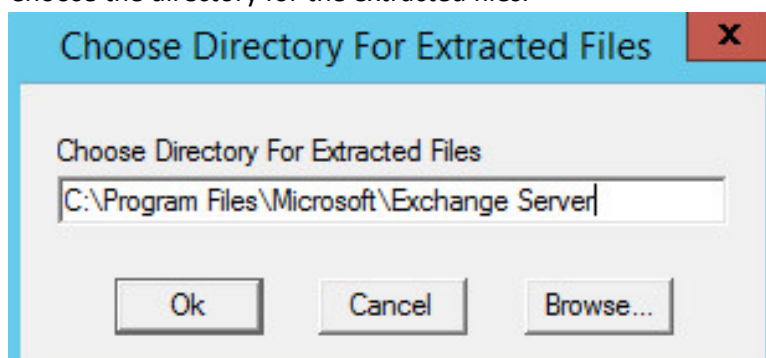 Choose the directory for the extracted files.
Choose Directory For Extracted Files
x
Choose Directory For Extracted Files
C:\Program Files\Microsoft\Exchange Server
Ok Cancel Browse...